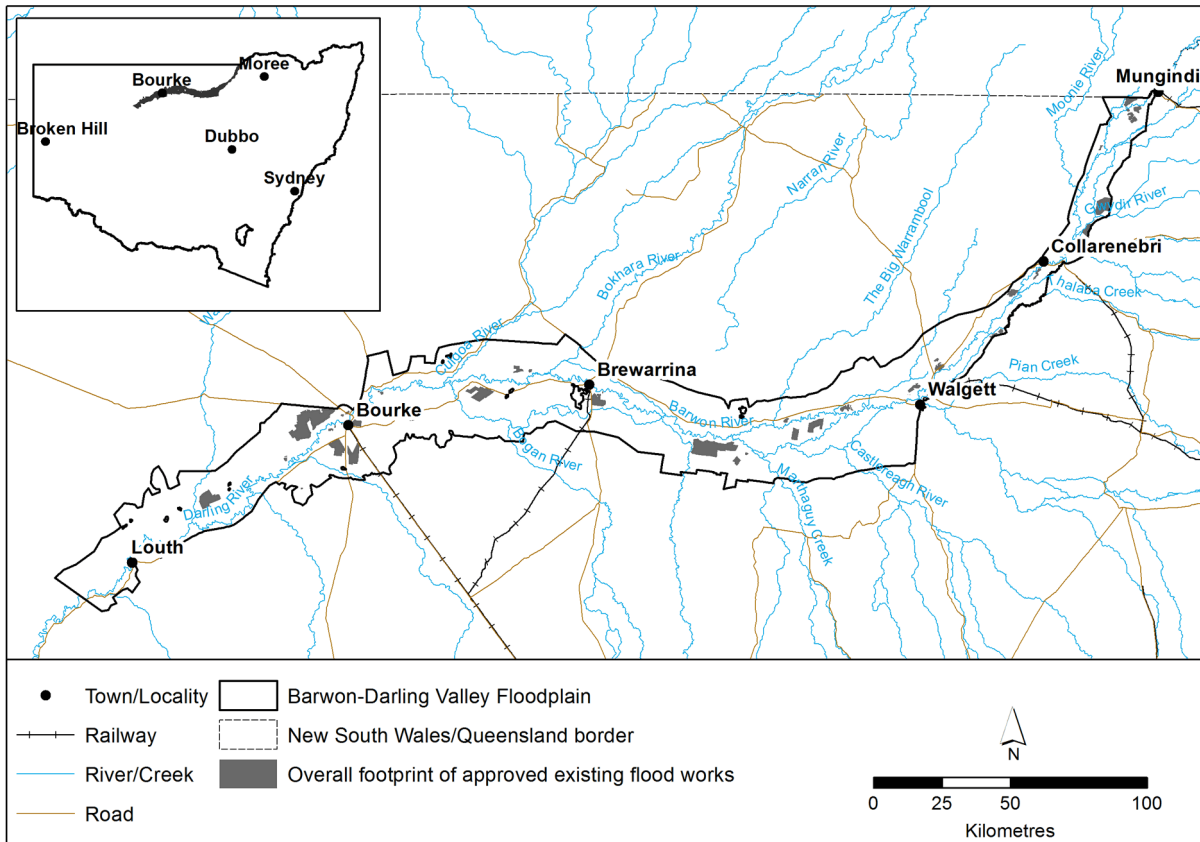 Moree
Bourke
Broken Hill
Dubbo
Sydney
Mungindi
Moonie River
Narran River
Gwydir River
Collarenebri
The Big Warrambool
Bokhara River
halaba Creek
Culgoa River
Pian Creek
Brewarrina
Walgett
Bourke
Barwon River
Bogan River
Castlereagh River
Marthaguy Creek
Darling River
Louth
Town/Locality
Barwon-Darling Valley Floodplain
Railway
New South Wales/Queensland border
River/Creek
Overall footprint of approved existing flood works
Road
N
0 25 50 100
Kilometres